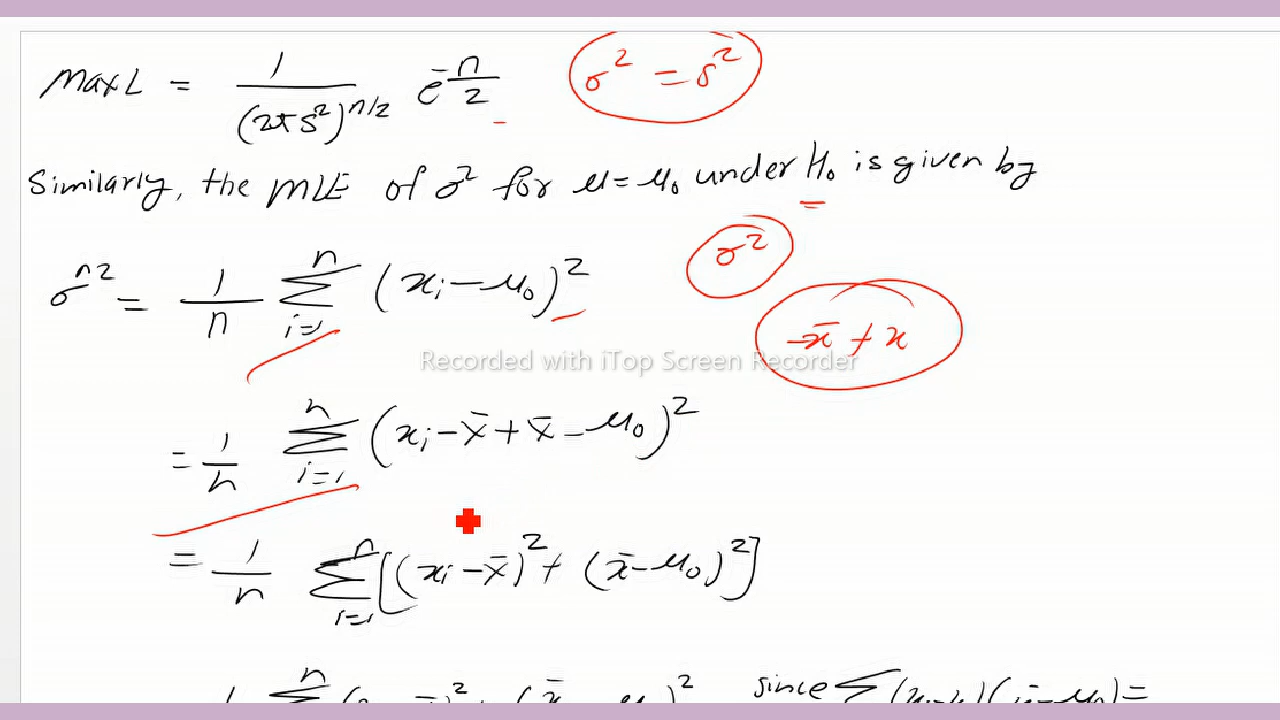 Max L = 1/(2πs²)^(n/2) e^(-n/2) σ² = s²
Similarly, the MLE of σ² for μ = μ₀ under H₀ is given by
σ²
σ̂² = 1/n Σ_{i=1}^{n} (xᵢ - μ₀)²
-x̄ + x
Recorded with iTop Screen Recorder
= 1/n Σ_{i=1}^{n} (xᵢ - x̄ + x̄ - μ₀)²
= 1/n Σ_{i=1}^{n} [(xᵢ - x̄)² + (x̄ - μ₀)²]
since Σ